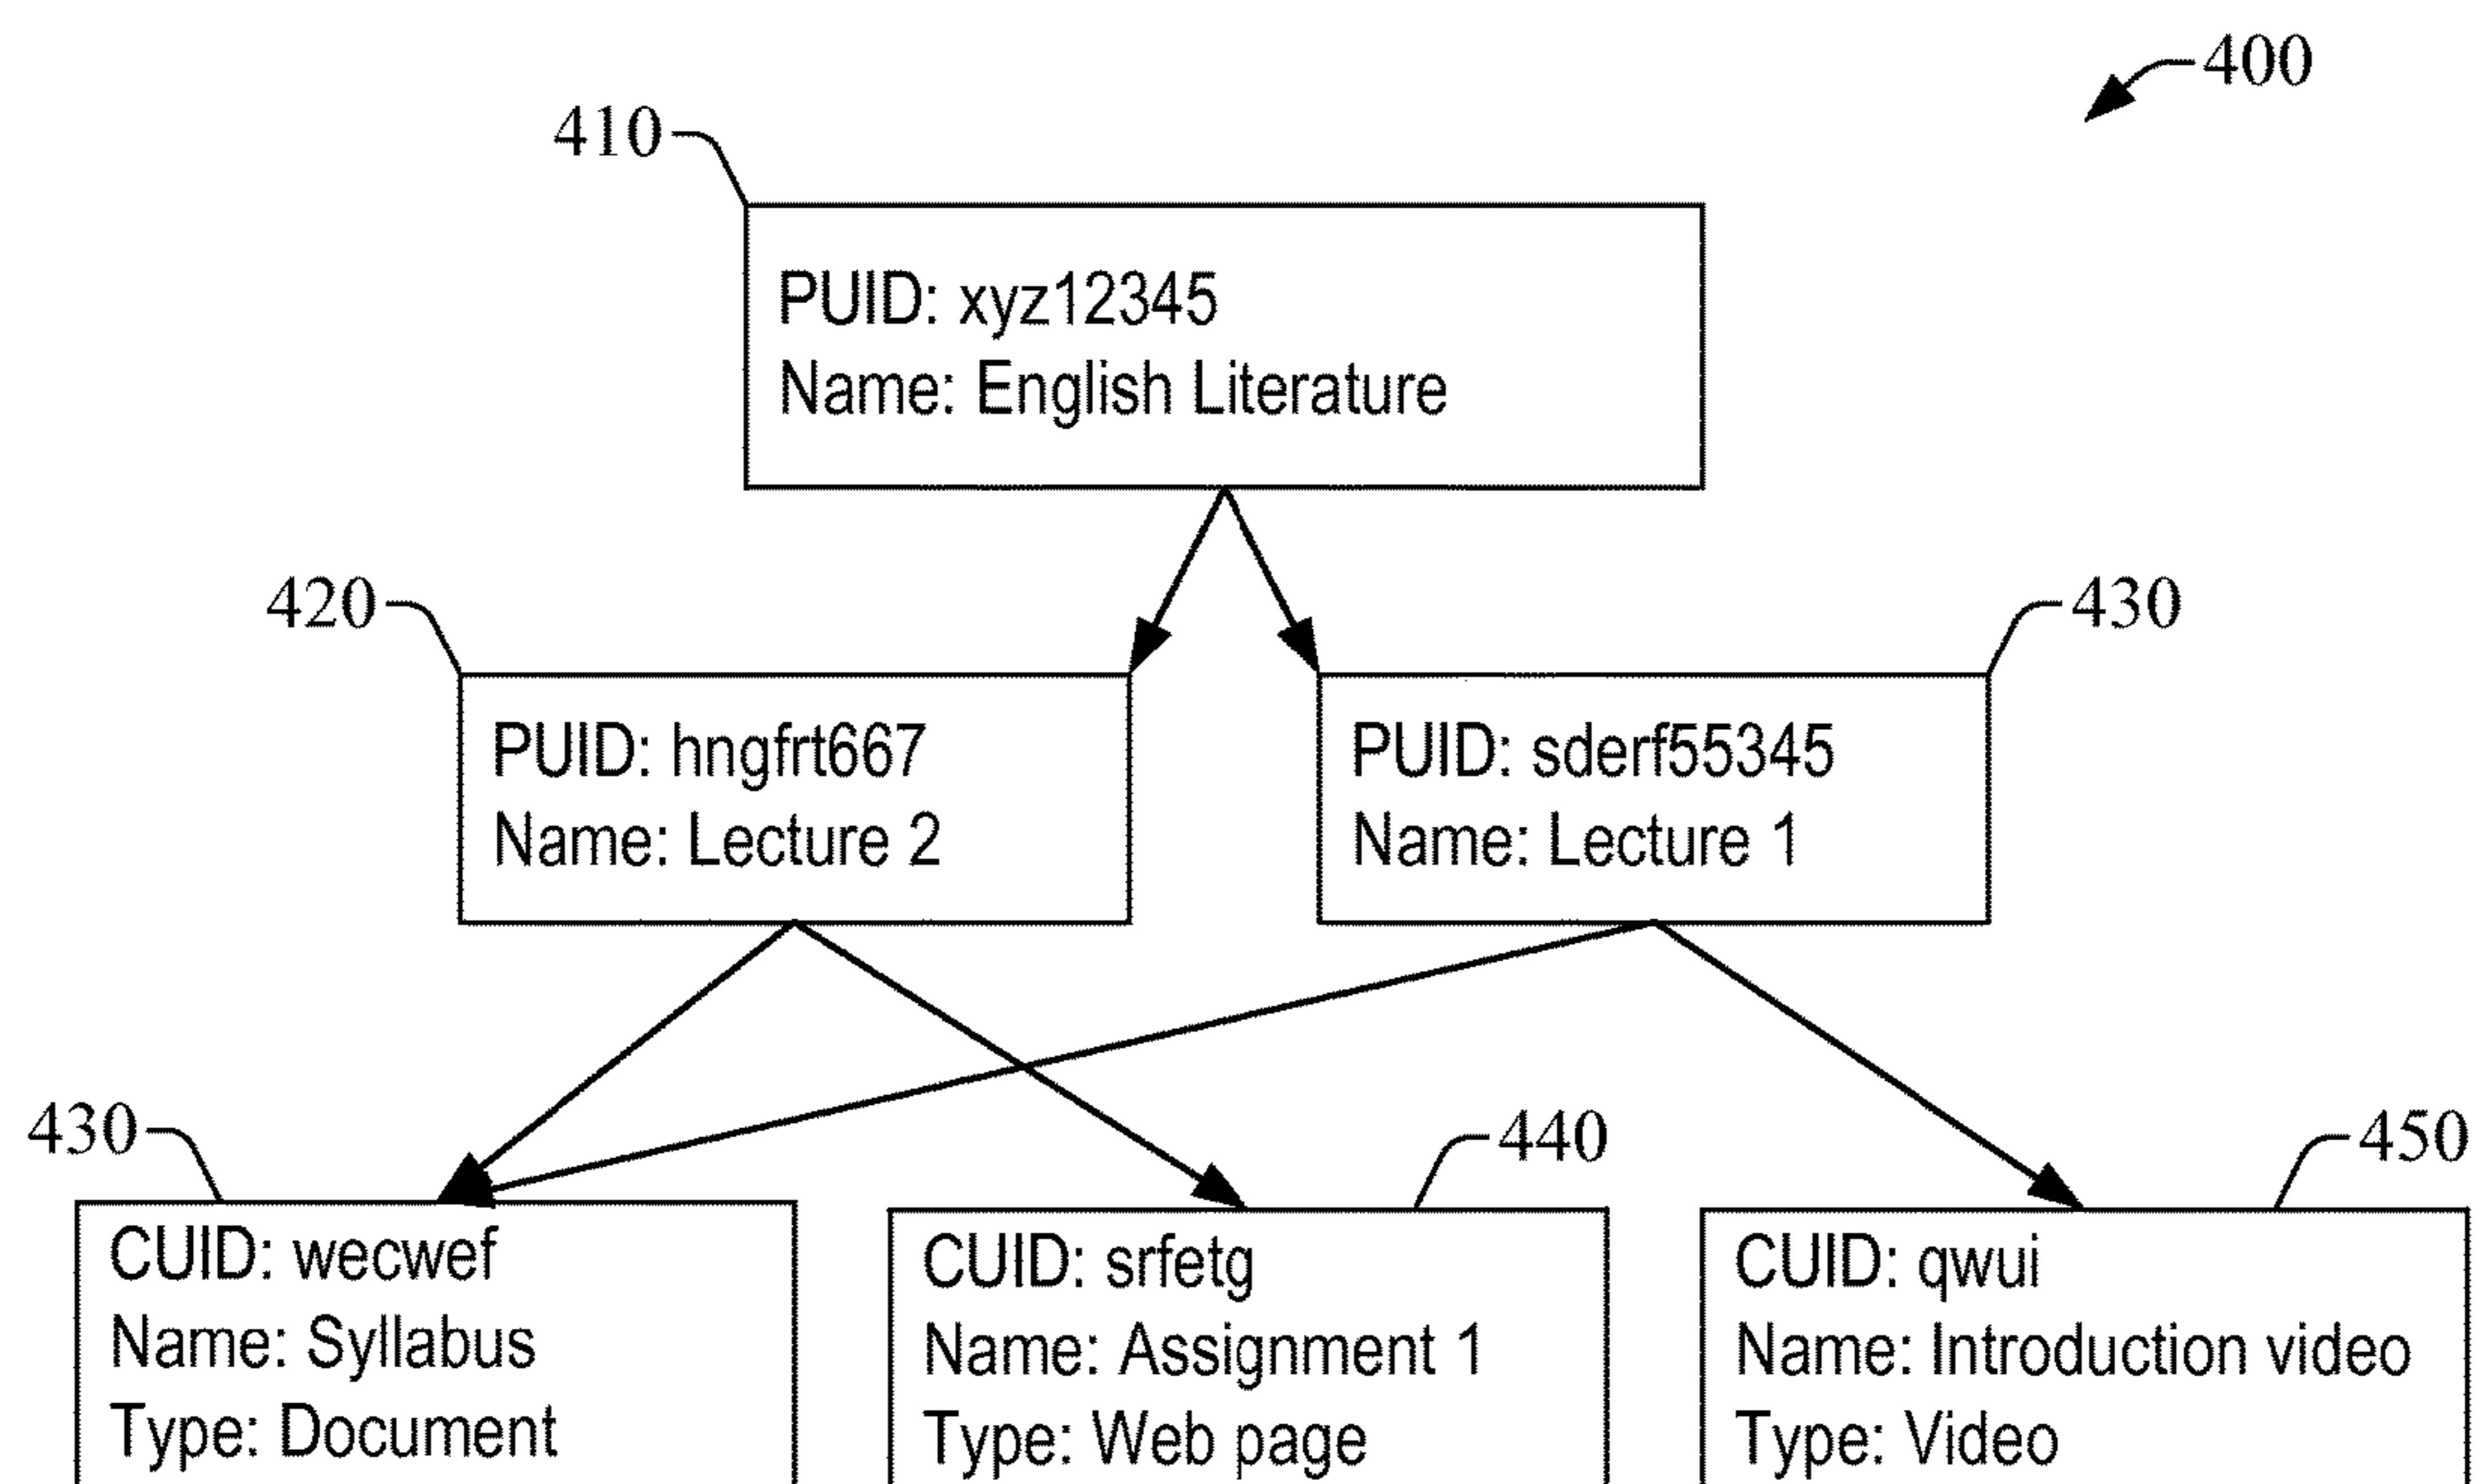 400
410
PUID: xyz12345
Name: English Literature
420
430
PUID: hngfrt667
Name: Lecture 2
PUID: sderf55345
Name: Lecture 1
430
440
450
CUID: wecwef
Name: Syllabus
Type: Document
CUID: srfetg
Name: Assignment 1
Type: Web page
CUID: qwui
Name: Introduction video
Type: Video